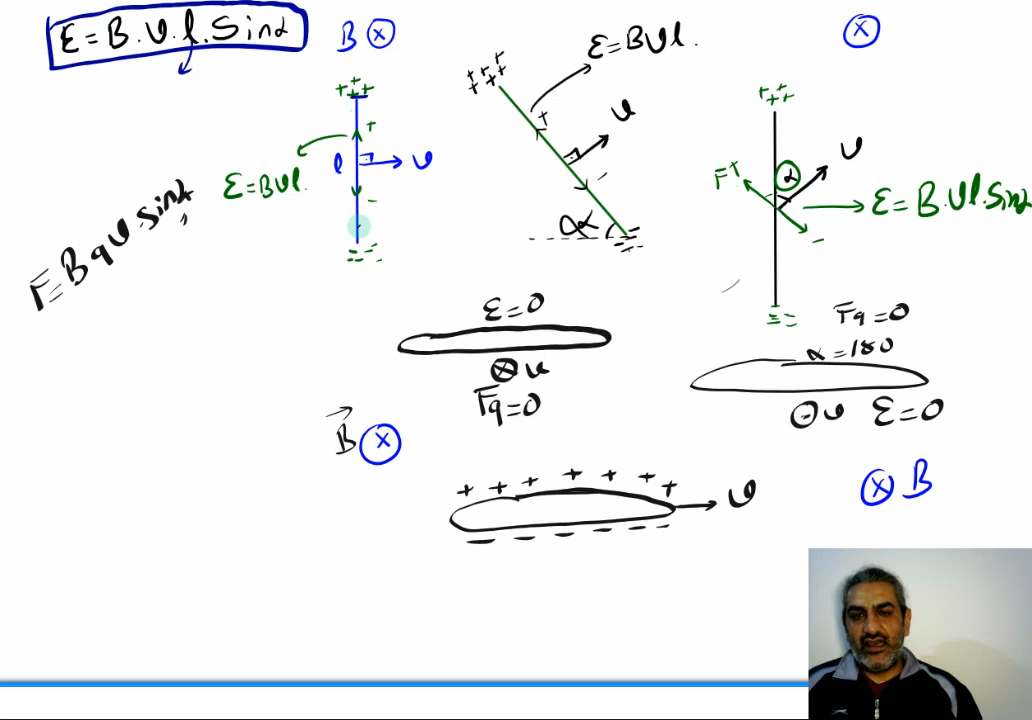 ε = B.υ.l.Sinα
B ⊗
ε = Bυl.
⊗
+ + + + +
+ + + + +
+ + + +
+
+
υ
l
υ
α
υ
F+
ε = Bυl.
-
-
-
ε = B.υl.Sinα
F = Bqυ.sinα
α
ε = 0
Fq = 0
α = 180
⊗ υ
Fq = 0
⊙ υ ε = 0
B ⊗
+ + + + + + +
υ
⊗ B
- - - - - -